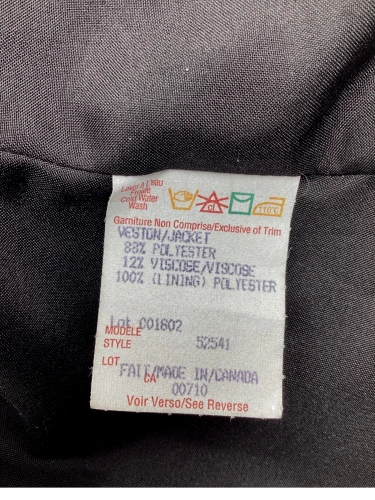 Laver à L'eau
Froide
Cold Water
Wash
cl
110°C
Garniture Non Comprise/Exclusive of Trim
VESTON/JACKET
88% POLYESTER
12% VISCOSE/VISCOSE
100% (LINING) POLYESTER
Lot 001802
MODELE
STYLE 52541
LOT
FAIT/MADE IN/CANADA
CA 00710
Voir Verso/See Reverse